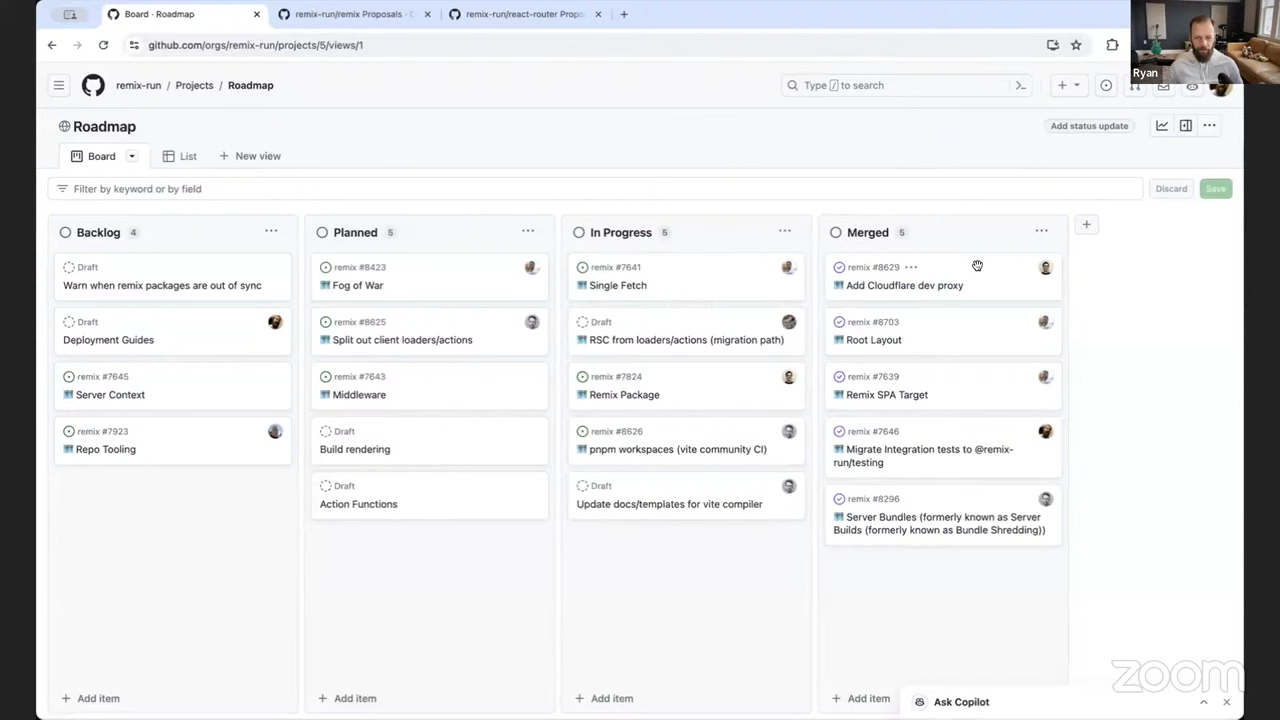 Board · Roadmap
remix-run/remix Proposals ·
remix-run/react-router Propo
github.com/orgs/remix-run/projects/5/views/1
Ryan
remix-run / Projects / Roadmap
Type / to search
Roadmap
Add status update
Board
List
New view
Filter by keyword or by field
Discard
Save
Backlog 4
Draft
Warn when remix packages are out of sync
Draft
Deployment Guides
remix #7645
Server Context
remix #7923
Repo Tooling
Add item
Planned 5
remix #8423
Fog of War
remix #8625
Split out client loaders/actions
remix #7643
Middleware
Draft
Build rendering
Draft
Action Functions
Add item
In Progress 5
remix #7641
Single Fetch
Draft
RSC from loaders/actions (migration path)
remix #7824
Remix Package
remix #8626
pnpm workspaces (vite community CI)
Draft
Update docs/templates for vite compiler
Add item
Merged 5
remix #8629
Add Cloudflare dev proxy
remix #8703
Root Layout
remix #7639
Remix SPA Target
remix #7646
Migrate Integration tests to @remix-
run/testing
remix #8296
Server Bundles (formerly known as Server
Builds (formerly known as Bundle Shredding))
Add item
Ask Copilot
zoom